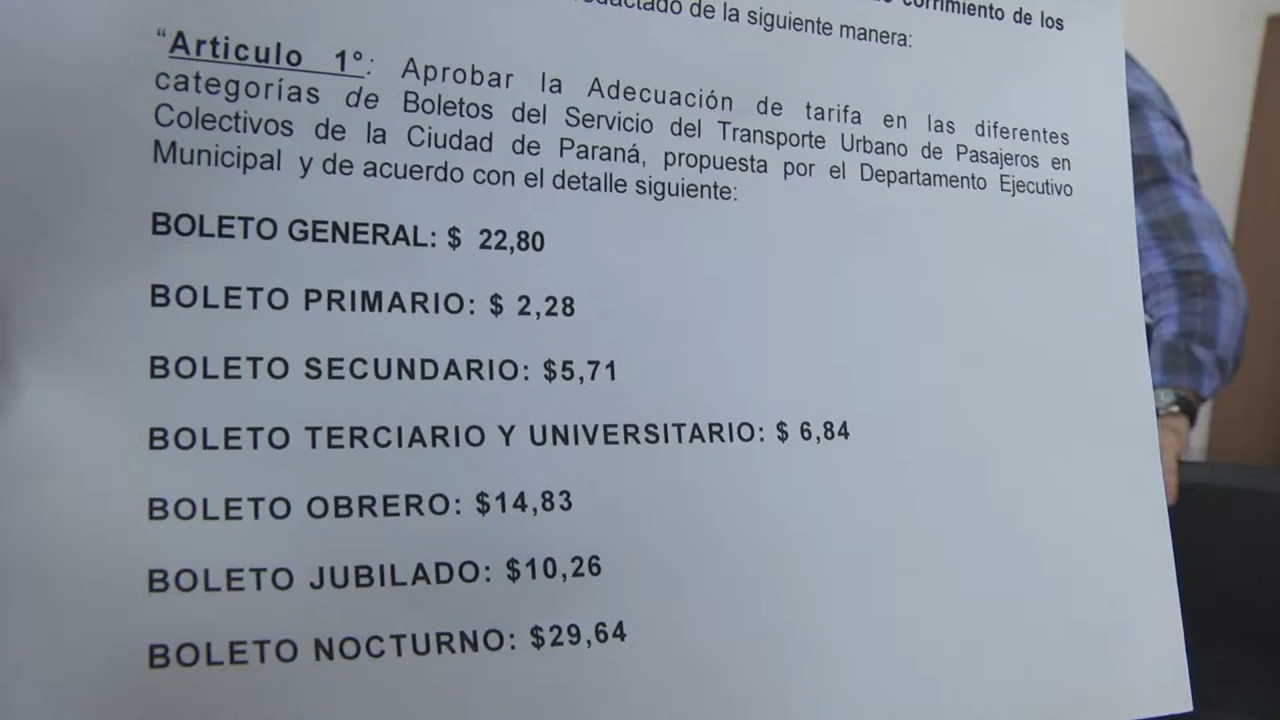 corrimiento de los
de la siguiente manera:
“Articulo 1°: Aprobar la Adecuación de tarifa en las diferentes
categorías de Boletos del Servicio del Transporte Urbano de Pasajeros en
Colectivos de la Ciudad de Paraná, propuesta por el Departamento Ejecutivo
Municipal y de acuerdo con el detalle siguiente:
BOLETO GENERAL: $ 22,80
BOLETO PRIMARIO: $ 2,28
BOLETO SECUNDARIO: $5,71
BOLETO TERCIARIO Y UNIVERSITARIO: $ 6,84
BOLETO OBRERO: $14,83
BOLETO JUBILADO: $10,26
BOLETO NOCTURNO: $29,64